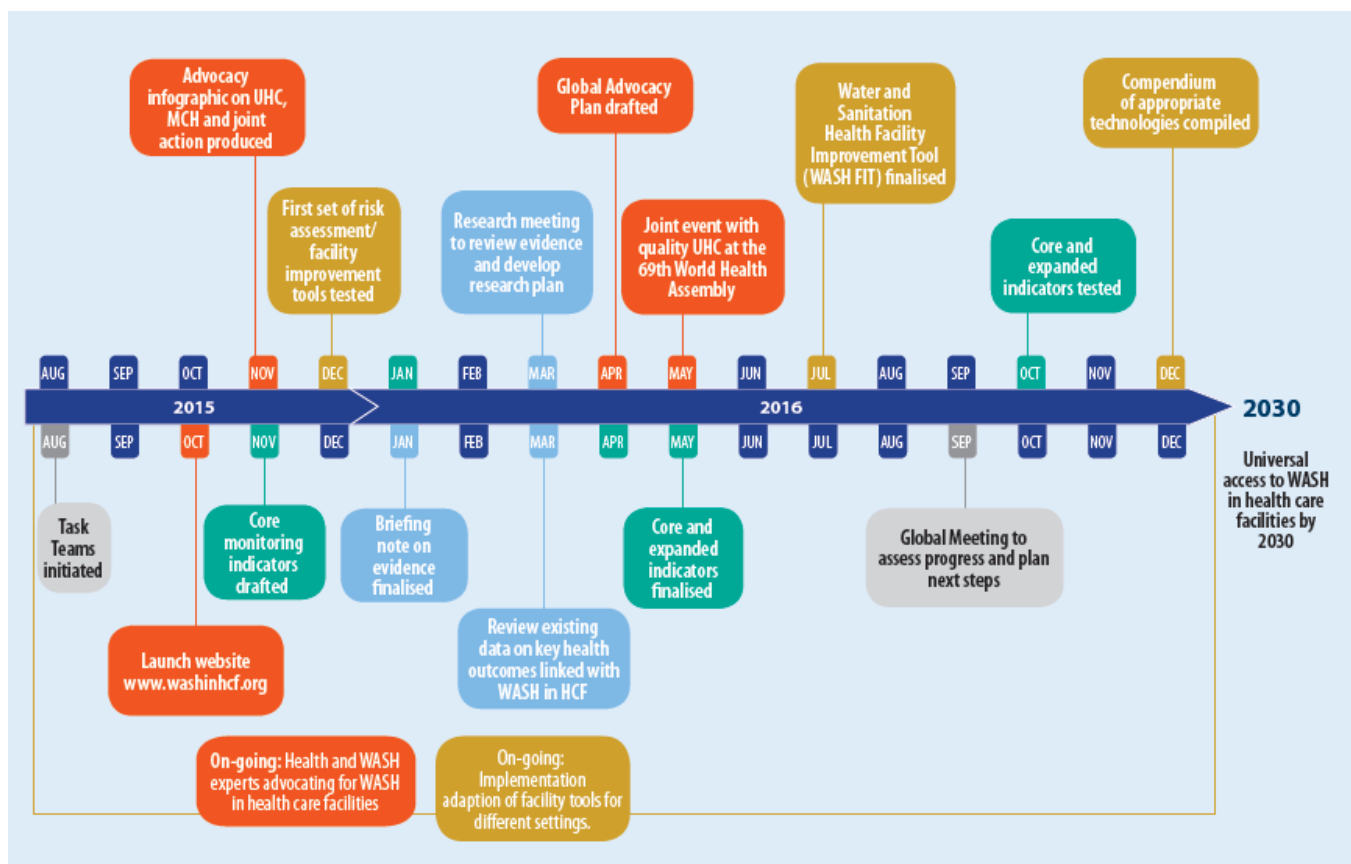 Advocacy
infographic on UHC,
MCH and joint
action produced
First set of risk
assessment/
facility
improvement
tools tested
Research meeting
to review evidence
and develop
research plan
Global Advocacy
Plan drafted
Joint event with
quality UHC at the
69th World Health
Assembly
Water and
Sanitation
Health Facility
Improvement Tool
(WASH FIT) finalised
Core and
expanded
indicators tested
Compendium
of appropriate
technologies compiled
AUG SEP OCT NOV DEC JAN FEB MAR APR MAY JUN JUL AUG SEP OCT NOV DEC
2015 2016 2030
AUG SEP OCT NOV DEC JAN FEB MAR APR MAY JUN JUL AUG SEP OCT NOV DEC
Universal
access to WASH
in health care
facilities by
2030
Task
Teams
initiated
Launch website
www.washinhcf.org
Core
monitoring
indicators
drafted
Briefing
note on
evidence
finalised
Review existing
data on key health
outcomes linked with
WASH in HCF
Core and
expanded
indicators
finalised
Global Meeting to
assess progress and plan
next steps
On-going: Health and WASH
experts advocating for WASH
in health care facilities
On-going:
Implementation
adaption of facility tools for
different settings.